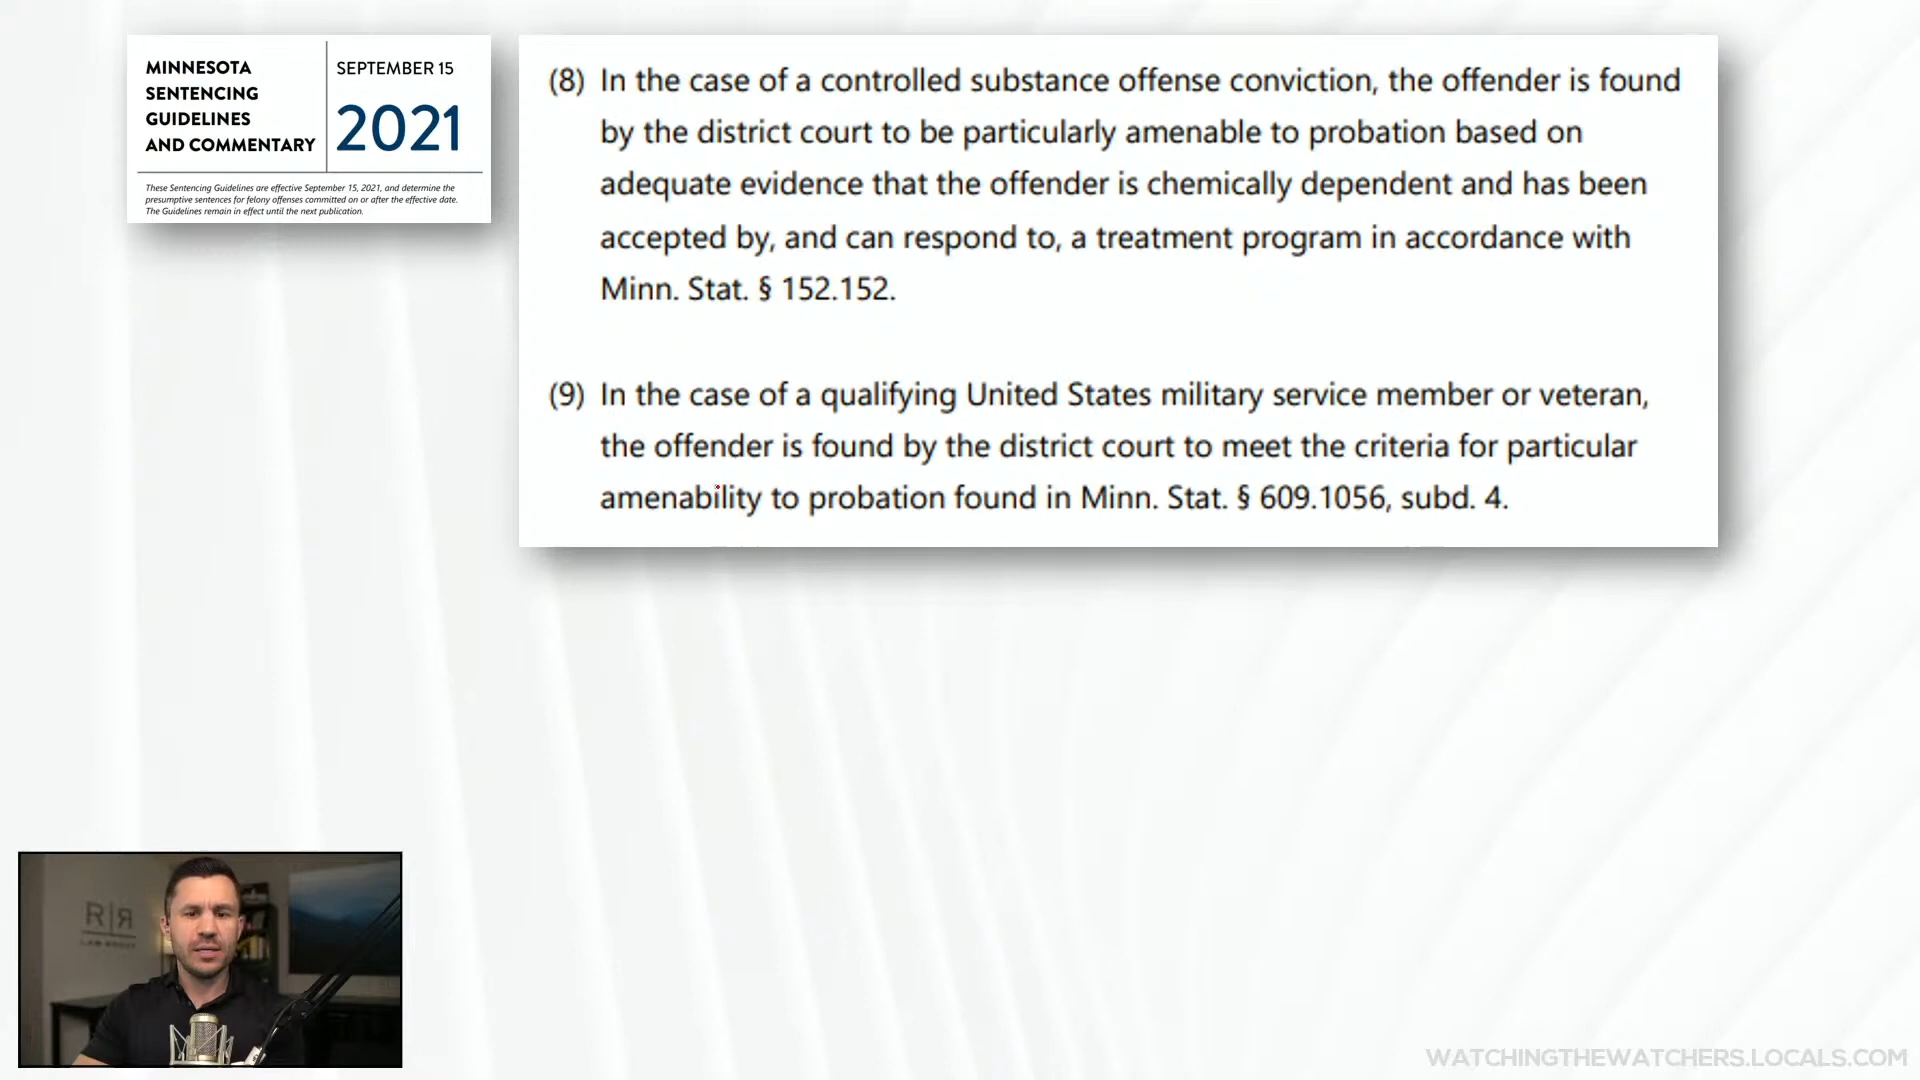 MINNESOTA
SENTENCING
GUIDELINES
AND COMMENTARY
SEPTEMBER 15
2021
These Sentencing Guidelines are effective September 15, 2021, and determine the
presumptive sentences for felony offenses committed on or after the effective date.
The Guidelines remain in effect until the next publication.
(8) In the case of a controlled substance offense conviction, the offender is found
by the district court to be particularly amenable to probation based on
adequate evidence that the offender is chemically dependent and has been
accepted by, and can respond to, a treatment program in accordance with
Minn. Stat. § 152.152.
(9) In the case of a qualifying United States military service member or veteran,
the offender is found by the district court to meet the criteria for particular
amenability to probation found in Minn. Stat. § 609.1056, subd. 4.
R|R
LAW GROUP
WATCHINGTHEWATCHERS.LOCALS.COM